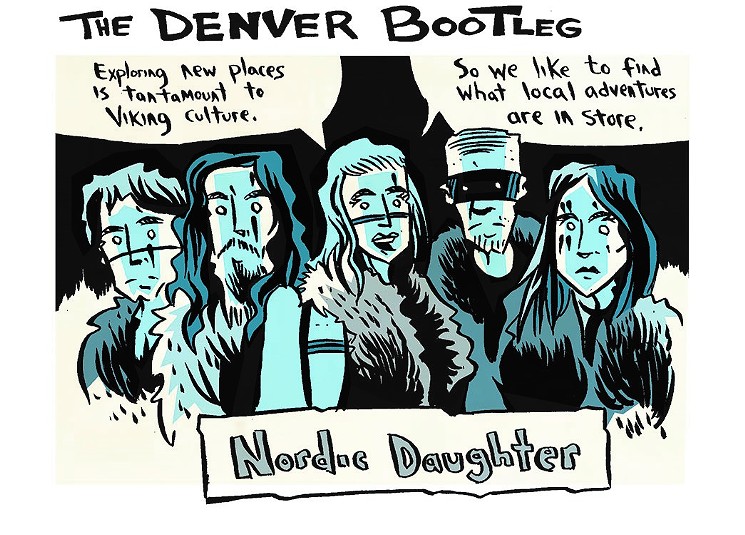 THE DENVER BOOTLEG
Exploring new places
is tantamount to
Viking culture.
So we like to find
what local adventures
are in store.
Nordic Daughter